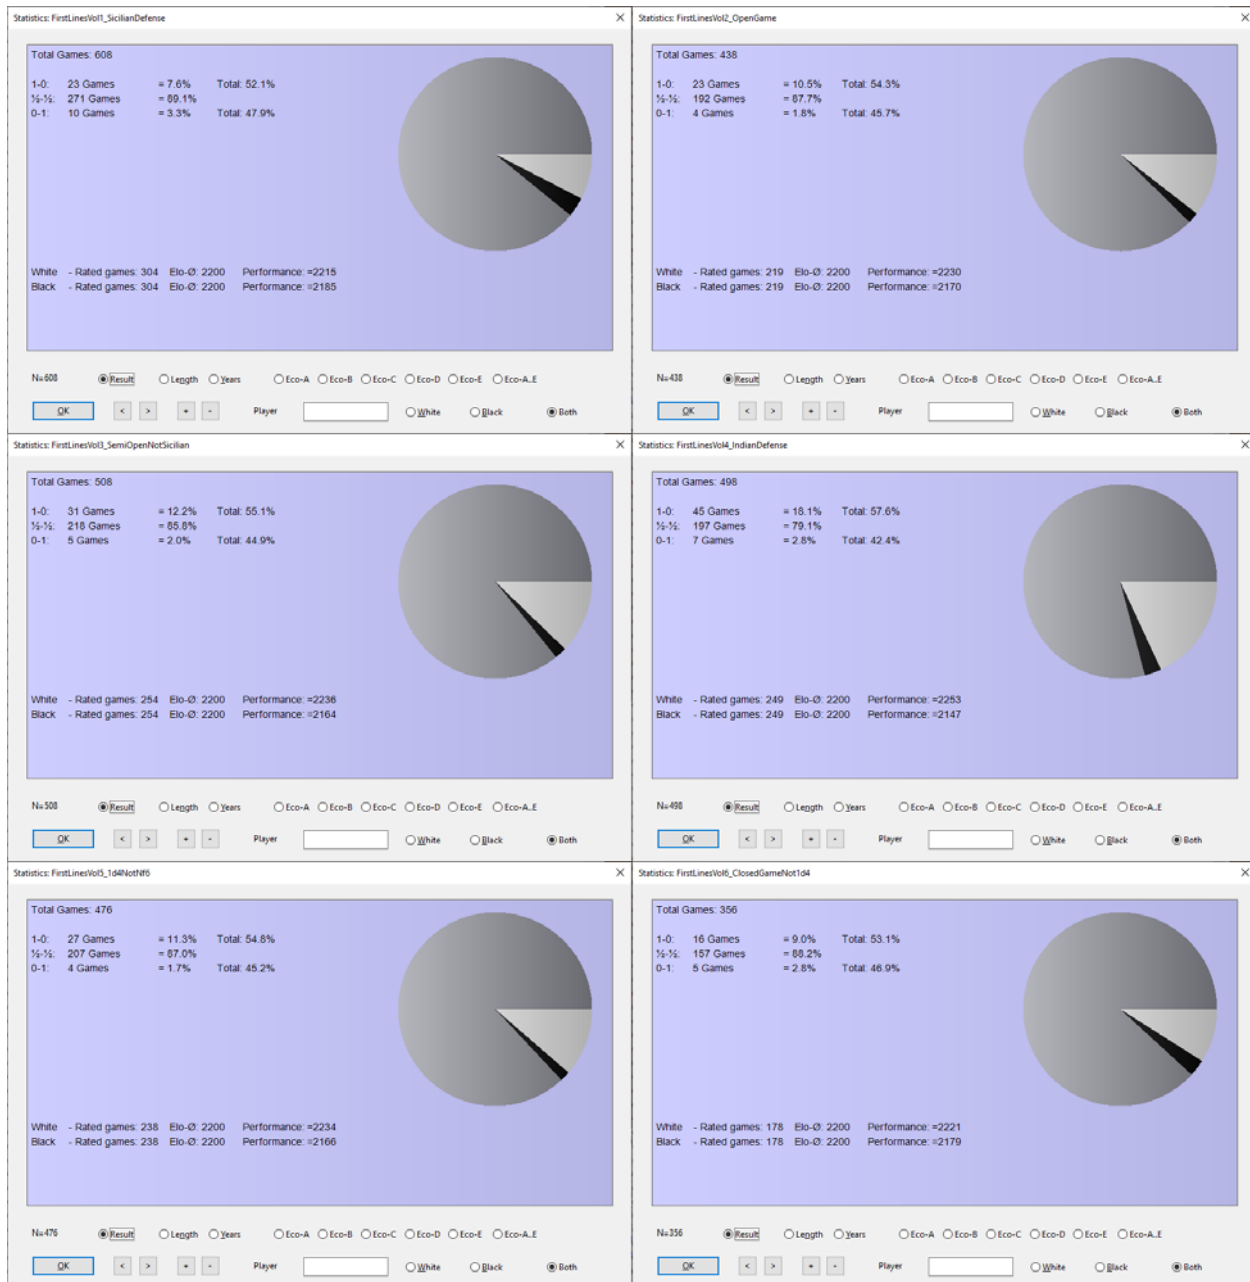 Statistics: FirstLinesVol1_SicilianDefense
Total Games: 608
1-0: 23 Games = 7.6% Total: 52.1%
½-½: 271 Games = 89.1%
0-1: 10 Games = 3.3% Total: 47.9%
White - Rated games: 304 Elo-Ø: 2200 Performance: =2215
Black - Rated games: 304 Elo-Ø: 2200 Performance: =2185
N=608 Result Length Years Eco-A Eco-B Eco-C Eco-D Eco-E Eco-A..E
OK < > + - Player White Black Both
Statistics: FirstLinesVol2_OpenGame
Total Games: 438
1-0: 23 Games = 10.5% Total: 54.3%
½-½: 192 Games = 87.7%
0-1: 4 Games = 1.8% Total: 45.7%
White - Rated games: 219 Elo-Ø: 2200 Performance: =2230
Black - Rated games: 219 Elo-Ø: 2200 Performance: =2170
N=438 Result Length Years Eco-A Eco-B Eco-C Eco-D Eco-E Eco-A..E
OK < > + - Player White Black Both
Statistics: FirstLinesVol3_SemiOpenNotSicilian
Total Games: 508
1-0: 31 Games = 12.2% Total: 55.1%
½-½: 218 Games = 85.8%
0-1: 5 Games = 2.0% Total: 44.9%
White - Rated games: 254 Elo-Ø: 2200 Performance: =2236
Black - Rated games: 254 Elo-Ø: 2200 Performance: =2164
N=508 Result Length Years Eco-A Eco-B Eco-C Eco-D Eco-E Eco-A..E
OK < > + - Player White Black Both
Statistics: FirstLinesVol4_IndianDefense
Total Games: 498
1-0: 45 Games = 18.1% Total: 57.6%
½-½: 197 Games = 79.1%
0-1: 7 Games = 2.8% Total: 42.4%
White - Rated games: 249 Elo-Ø: 2200 Performance: =2253
Black - Rated games: 249 Elo-Ø: 2200 Performance: =2147
N=498 Result Length Years Eco-A Eco-B Eco-C Eco-D Eco-E Eco-A..E
OK < > + - Player White Black Both
Statistics: FirstLinesVol5_1d4NotNf6
Total Games: 476
1-0: 27 Games = 11.3% Total: 54.8%
½-½: 207 Games = 87.0%
0-1: 4 Games = 1.7% Total: 45.2%
White - Rated games: 238 Elo-Ø: 2200 Performance: =2234
Black - Rated games: 238 Elo-Ø: 2200 Performance: =2166
N=476 Result Length Years Eco-A Eco-B Eco-C Eco-D Eco-E Eco-A..E
OK < > + - Player White Black Both
Statistics: FirstLinesVol6_ClosedGameNot1d4
Total Games: 356
1-0: 16 Games = 9.0% Total: 53.1%
½-½: 157 Games = 88.2%
0-1: 5 Games = 2.8% Total: 46.9%
White - Rated games: 178 Elo-Ø: 2200 Performance: =2221
Black - Rated games: 178 Elo-Ø: 2200 Performance: =2179
N=356 Result Length Years Eco-A Eco-B Eco-C Eco-D Eco-E Eco-A..E
OK < > + - Player White Black Both